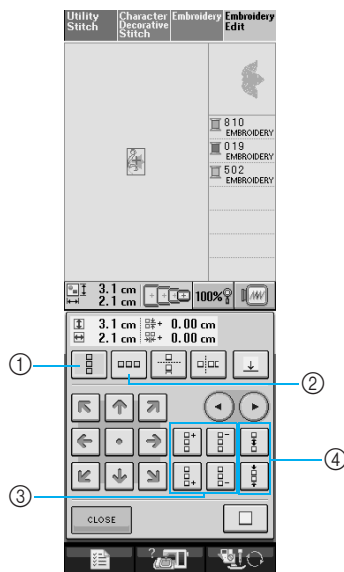 Utility Stitch
Character Decorative Stitch
Embroidery
Embroidery Edit
810
EMBROIDERY
019
EMBROIDERY
502
EMBROIDERY
3.1 cm
2.1 cm
100%
3.1 cm + 0.00 cm
2.1 cm + 0.00 cm
①
②
③
④
CLOSE
?